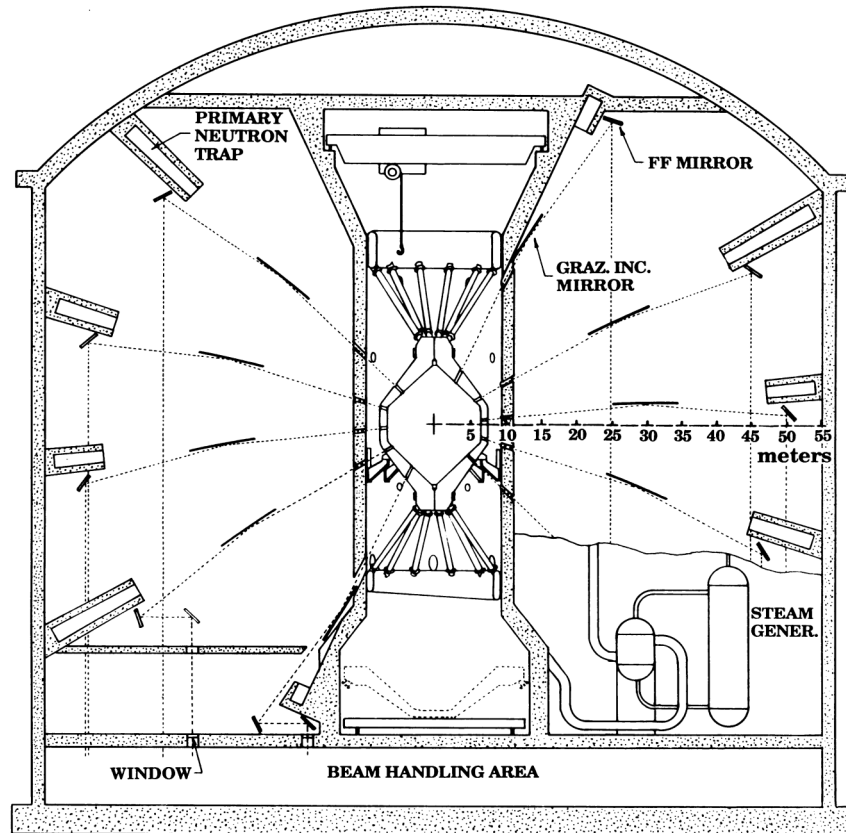 PRIMARY
NEUTRON
TRAP
FF MIRROR
GRAZ. INC.
MIRROR
5 10 15 20 25 30 35 40 45 50 55
meters
STEAM
GENER.
WINDOW
BEAM HANDLING AREA